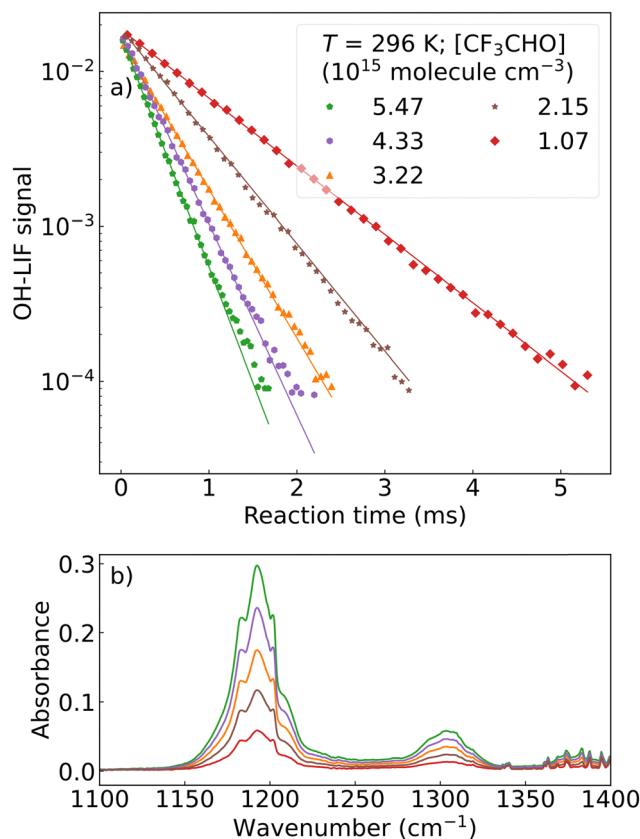 a)
T = 296 K; [CF₃CHO]
(10¹⁵ molecule cm⁻³)
5.47 2.15
4.33 1.07
3.22
OH-LIF signal
10⁻²
10⁻³
10⁻⁴
0 1 2 3 4 5
Reaction time (ms)
b)
Absorbance
0.3
0.2
0.1
0.0
1100 1150 1200 1250 1300 1350 1400
Wavenumber (cm⁻¹)